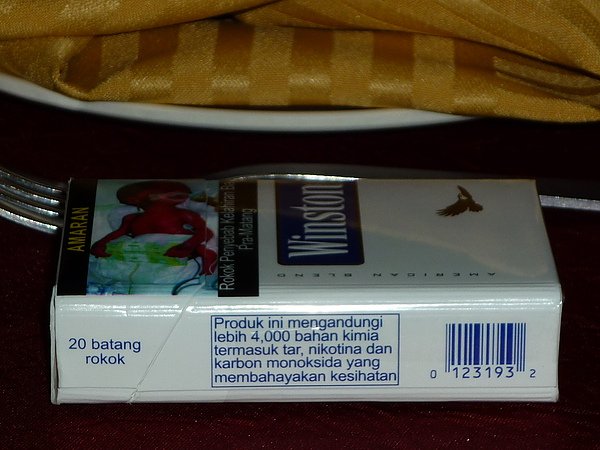 AMARAN
Rokok Penyebab Kelahiran
Pra-Matang
Winston
AMERICAN BLEND
20 batang
rokok
Produk ini mengandungi
lebih 4,000 bahan kimia
termasuk tar, nikotina dan
karbon monoksida yang
membahayakan kesihatan
0 123193 2